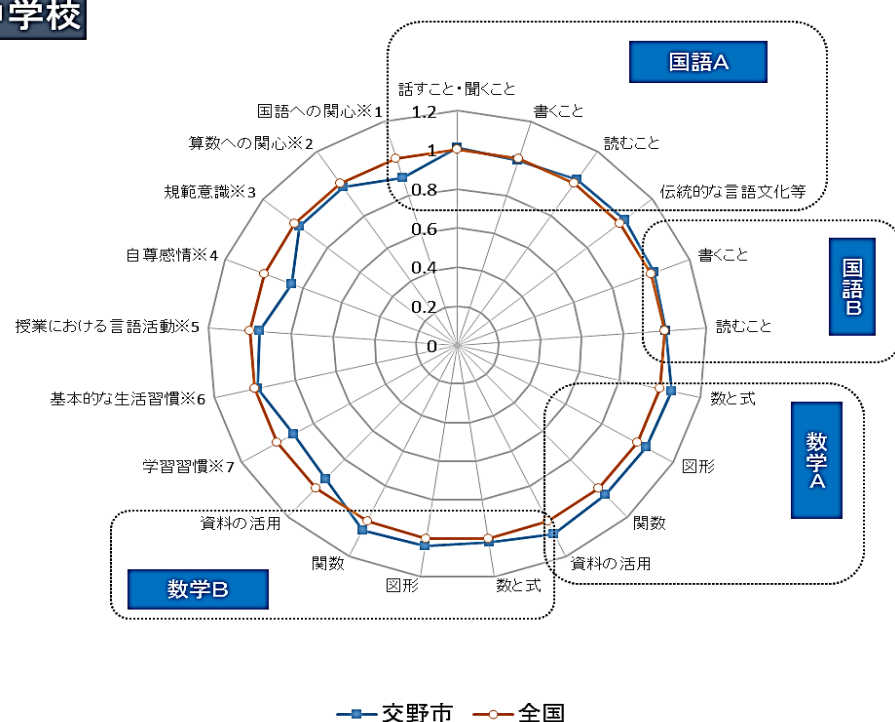 中学校
国語A
話すこと・聞くこと
国語への関心※1
1.2
書くこと
算数への関心※2
1
読むこと
規範意識※3
0.8
伝統的な言語文化等
0.6
自尊感情※4
書くこと
国語B
0.4
0.2
授業における言語活動※5
読むこと
0
基本的な生活習慣※6
数と式
数学A
学習習慣※7
図形
資料の活用
関数
関数
資料の活用
数学B
図形
数と式
交野市
全国